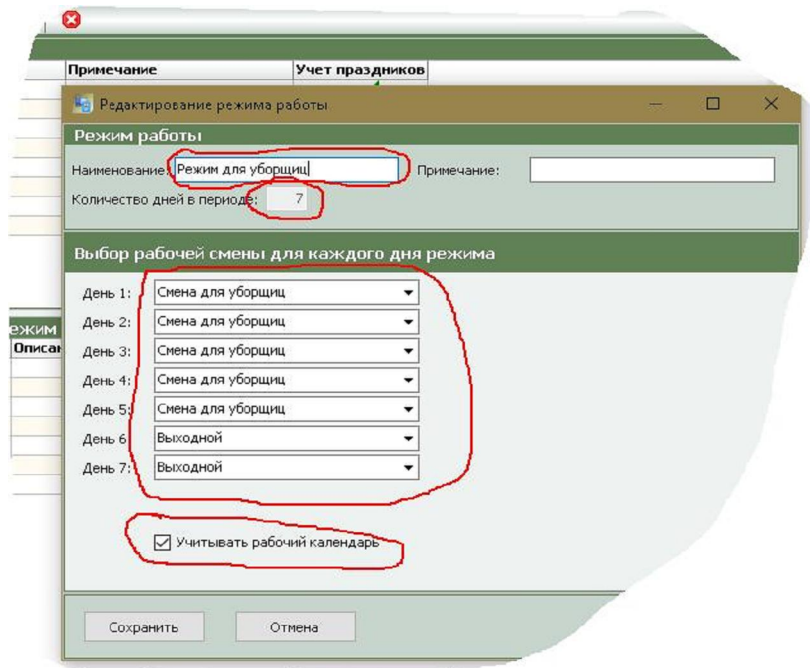 Примечание Учет праздников
Редактирование режима работы
Режим работы
Наименование: Режим для уборщиц Примечание:
Количество дней в периоде: 7
Выбор рабочей смены для каждого дня режима
День 1: Смена для уборщиц
День 2: Смена для уборщиц
ежим
Описан
День 3: Смена для уборщиц
День 4: Смена для уборщиц
День 5: Смена для уборщиц
День 6 Выходной
День 7: Выходной
Учитывать рабочий календарь
Сохранить Отмена